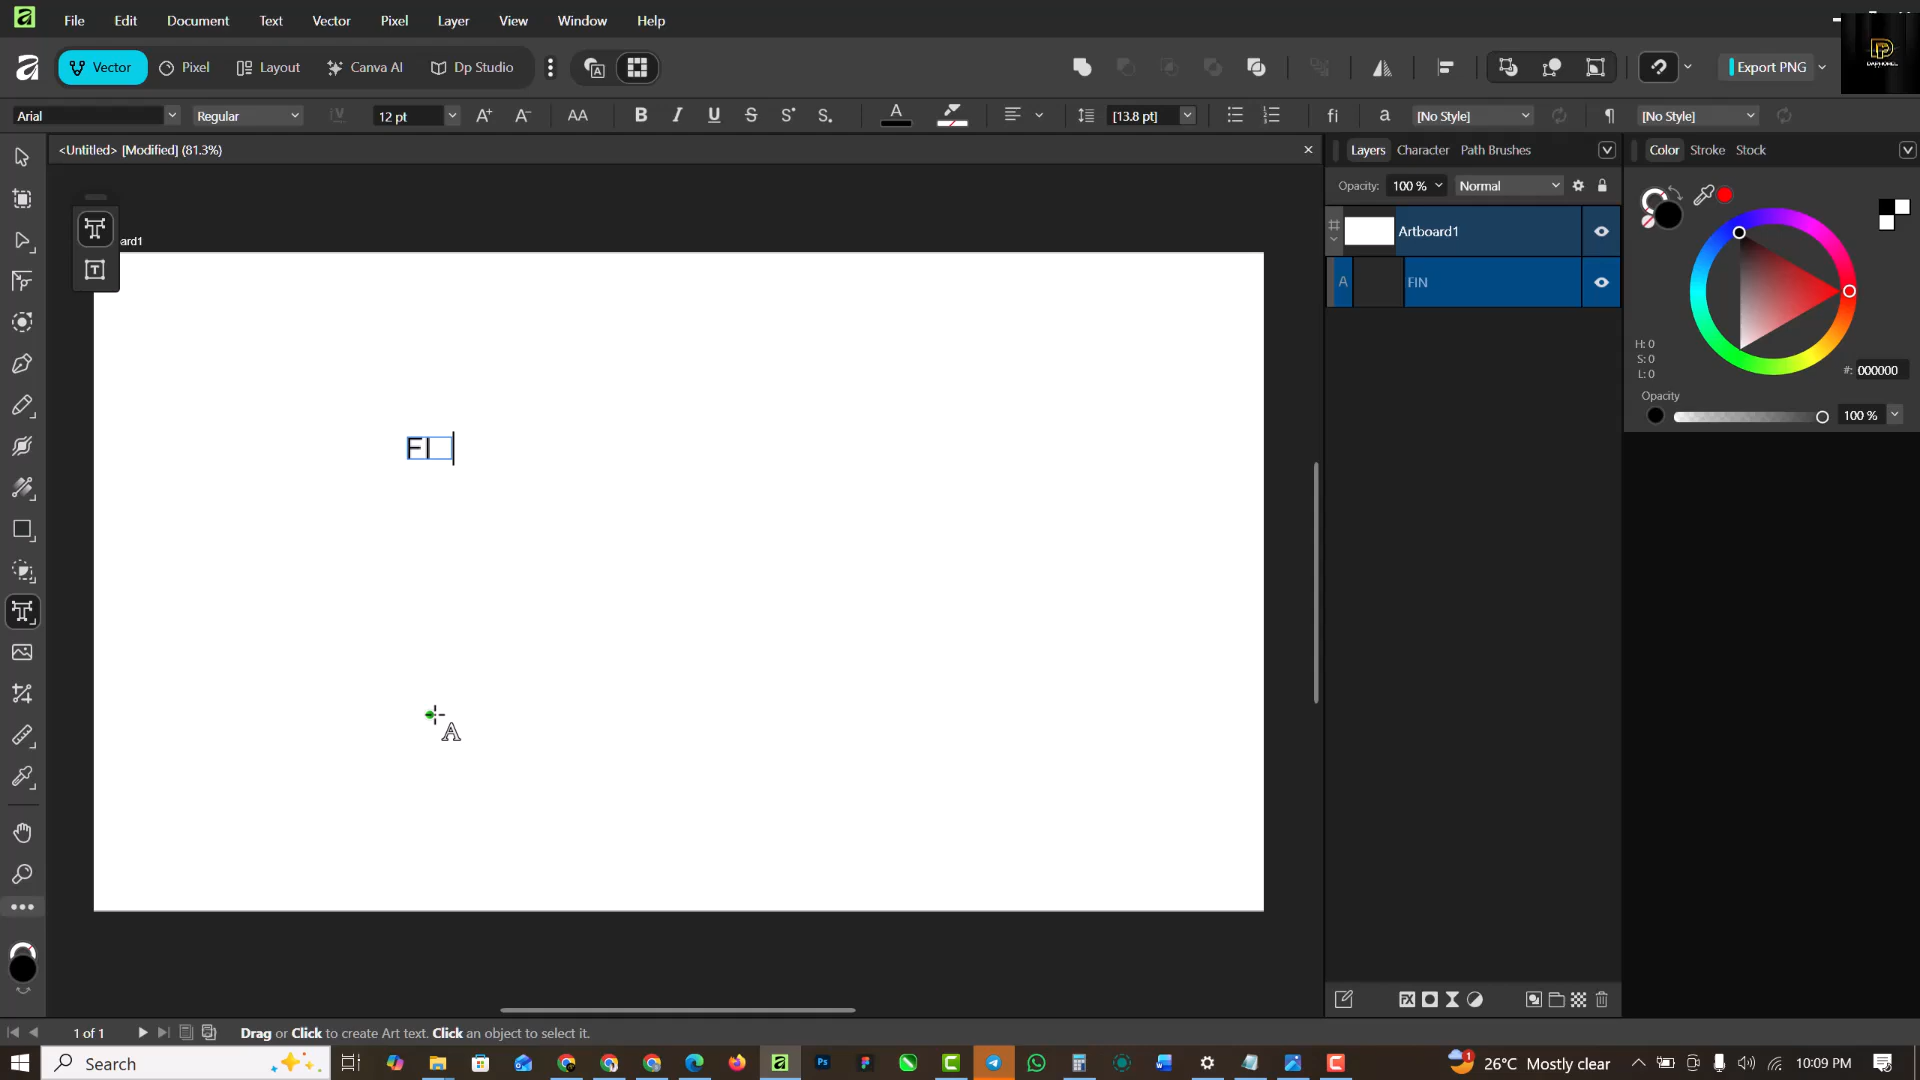 File Edit Document Text Vector Pixel Layer View Window Help
Vector Pixel Layout Canva AI Dp Studio Export PNG
Arial Regular 12 pt AA B I U S S S. A [13.8 pt] fi a [No Style] ¶ [No Style]
<Untitled> [Modified] (81.3%)
Layers Character Path Brushes
Color Stroke Stock
Opacity: 100 % Normal
ard1
Artboard1
A FIN
H: 0
S: 0
L: 0
#: 000000
Opacity
100 %
FI
1 of 1 Drag or Click to create Art text. Click an object to select it.
Search
26°C Mostly clear 10:09 PM